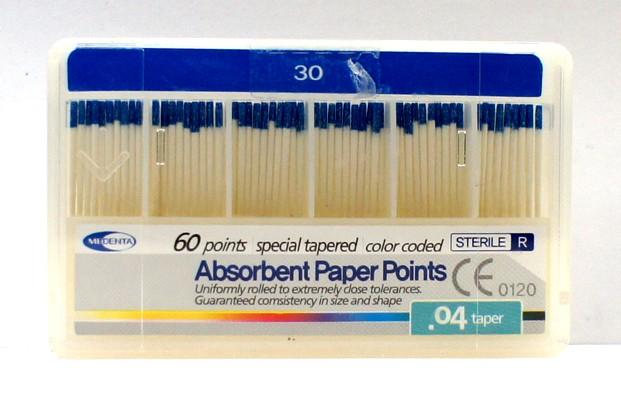 30
MEDENTA
60 points special tapered color coded STERILE R
Absorbent Paper Points CE 0120
Uniformly rolled to extremely close tolerances.
Guaranteed comsistency in size and shape
.04 taper